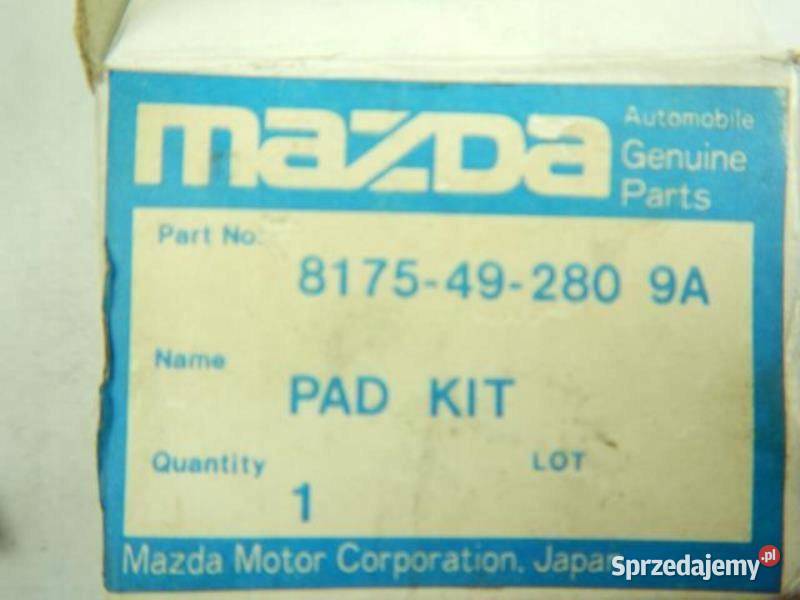 mazda
Automobile
Genuine
Parts
Part No.
8175-49-280 9A
Name
PAD KIT
Quantity
LOT
1
Mazda Motor Corporation, Japan
Sprzedajemy.pl